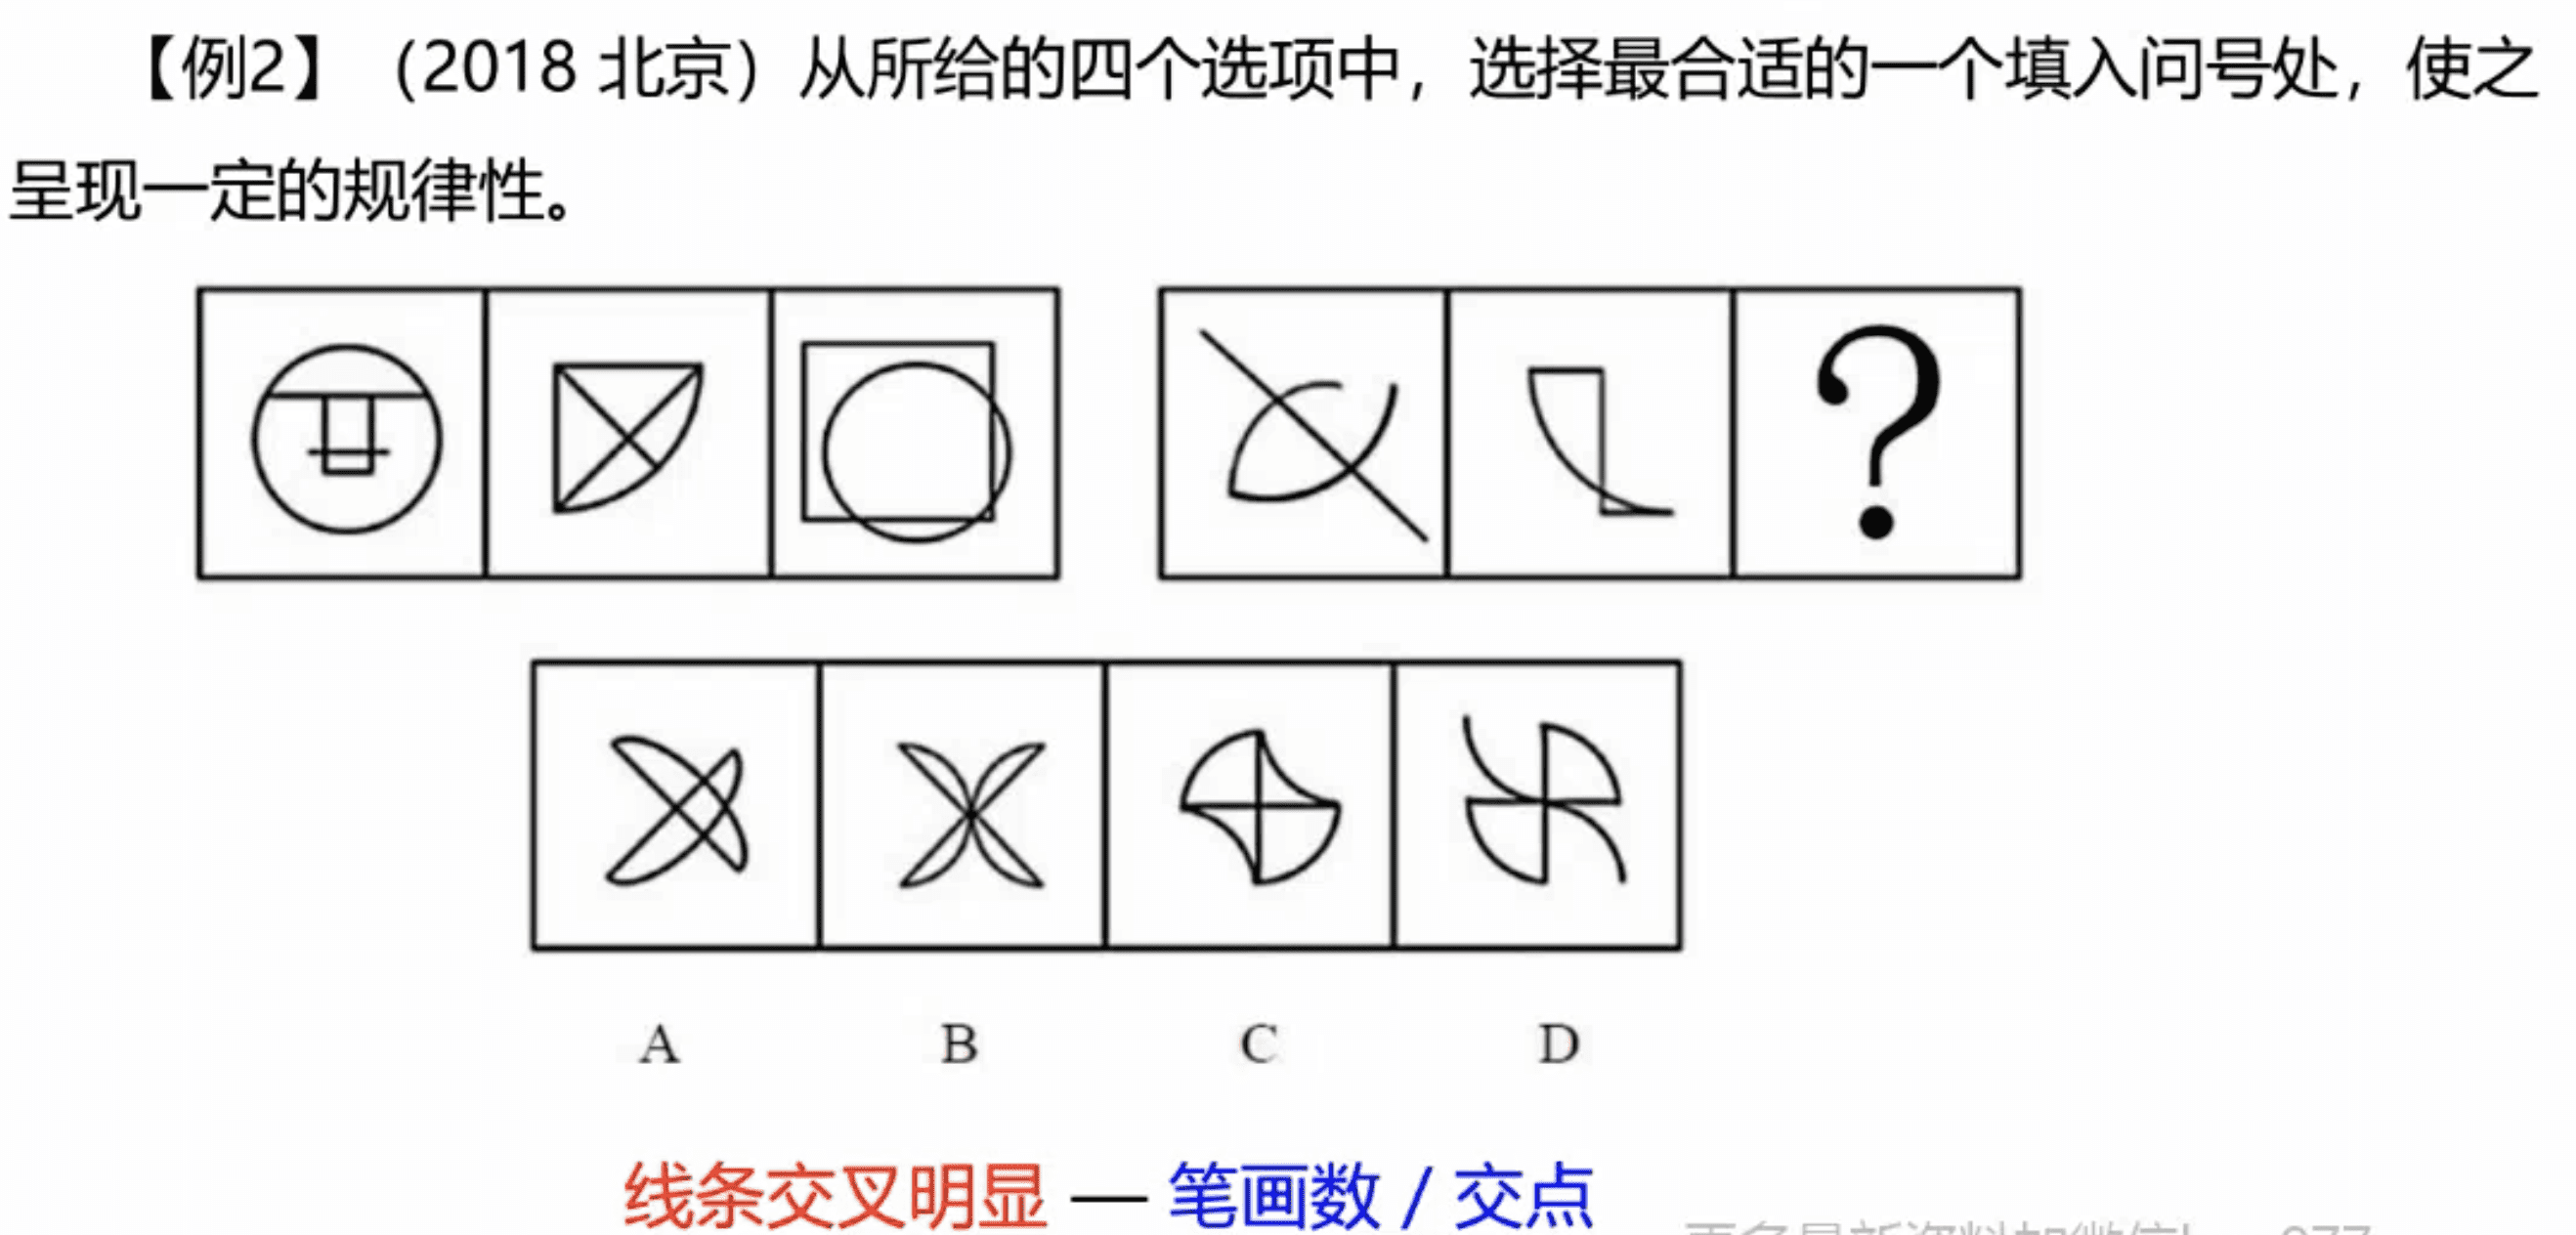 【例2】（2018 北京）从所给的四个选项中，选择最合适的一个填入问号处，使之
呈现一定的规律性。
?
A B C D
线条交叉明显 — 笔画数 / 交点